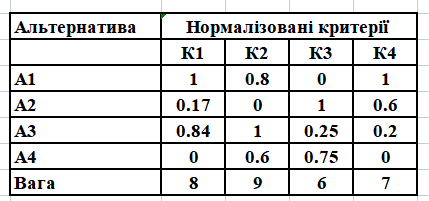 Альтернатива Нормалізовані критерії
К1 К2 К3 К4
А1 1 0.8 0 1
А2 0.17 0 1 0.6
А3 0.84 1 0.25 0.2
А4 0 0.6 0.75 0
Вага 8 9 6 7